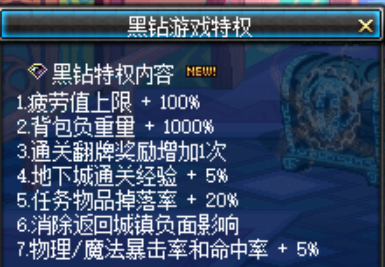 黑钻游戏特权
黑钻特权内容 NEW!
1.疲劳值上限 + 100%
2.背包负重量 + 1000%
3.通关翻牌奖励增加1次
4.地下城通关经验 + 5%
5.任务物品掉落率 + 20%
6.消除返回城镇负面影响
7.物理/魔法暴击率和命中率 + 5%